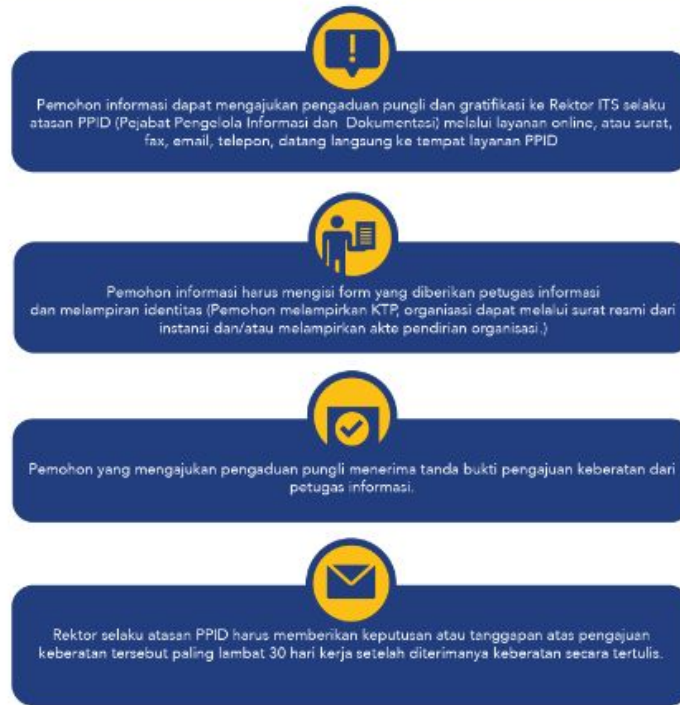 Pemohon informasi dapat mengajukan pengaduan pungli dan gratifikasi ke Rektor ITS selaku
atasan PPID (Pejabat Pengelola Informasi dan Dokumentasi) melalui layanan online, atau surat,
fax, email, telepon, datang langsung ke tempat layanan PPID
Pemohon informasi harus mengisi form yang diberikan petugas informasi
dan melampiran identitas (Pemohon melampirkan KTP, organisasi dapat melalui surat resmi dari
instansi dan/atau melampirkan akte pendirian organisasi.)
Pemohon yang mengajukan pengaduan pungli menerima tanda bukti pengajuan keberatan dari
petugas informasi.
Rektor selaku atasan PPID harus memberikan keputusan atau tanggapan atas pengajuan
keberatan tersebut paling lambat 30 hari kerja setelah diterimanya keberatan secara tertulis.